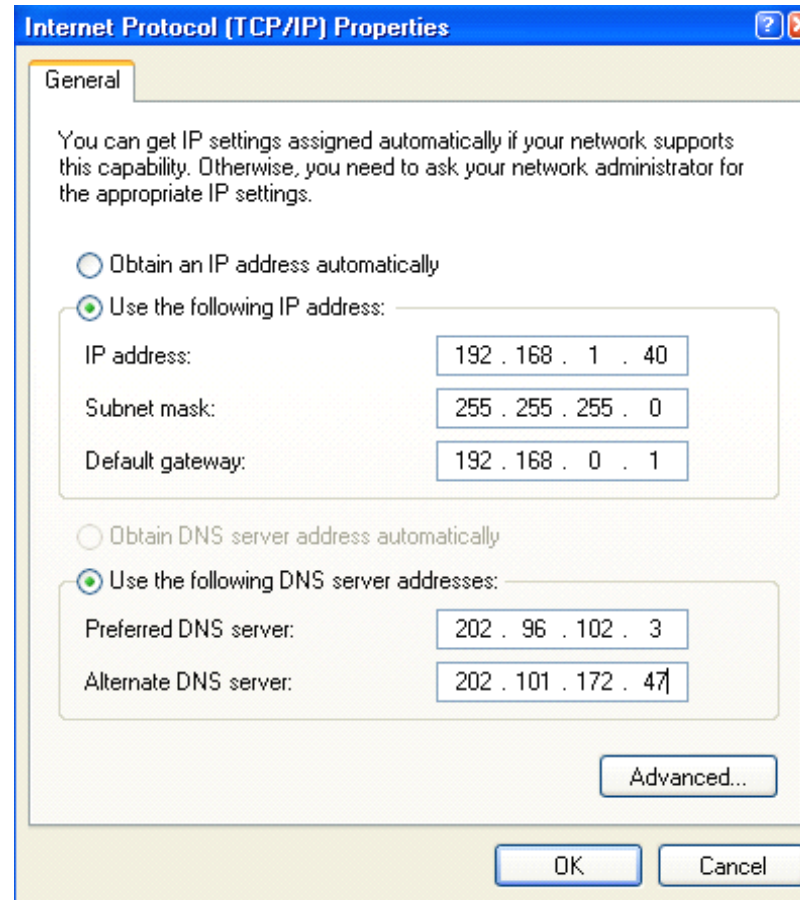 Internet Protocol (TCP/IP) Properties
General
You can get IP settings assigned automatically if your network supports
this capability. Otherwise, you need to ask your network administrator for
the appropriate IP settings.
Obtain an IP address automatically
Use the following IP address:
IP address: 192 . 168 . 1 . 40
Subnet mask: 255 . 255 . 255 . 0
Default gateway: 192 . 168 . 0 . 1
Obtain DNS server address automatically
Use the following DNS server addresses:
Preferred DNS server: 202 . 96 . 102 . 3
Alternate DNS server: 202 . 101 . 172 . 47
Advanced...
OK Cancel